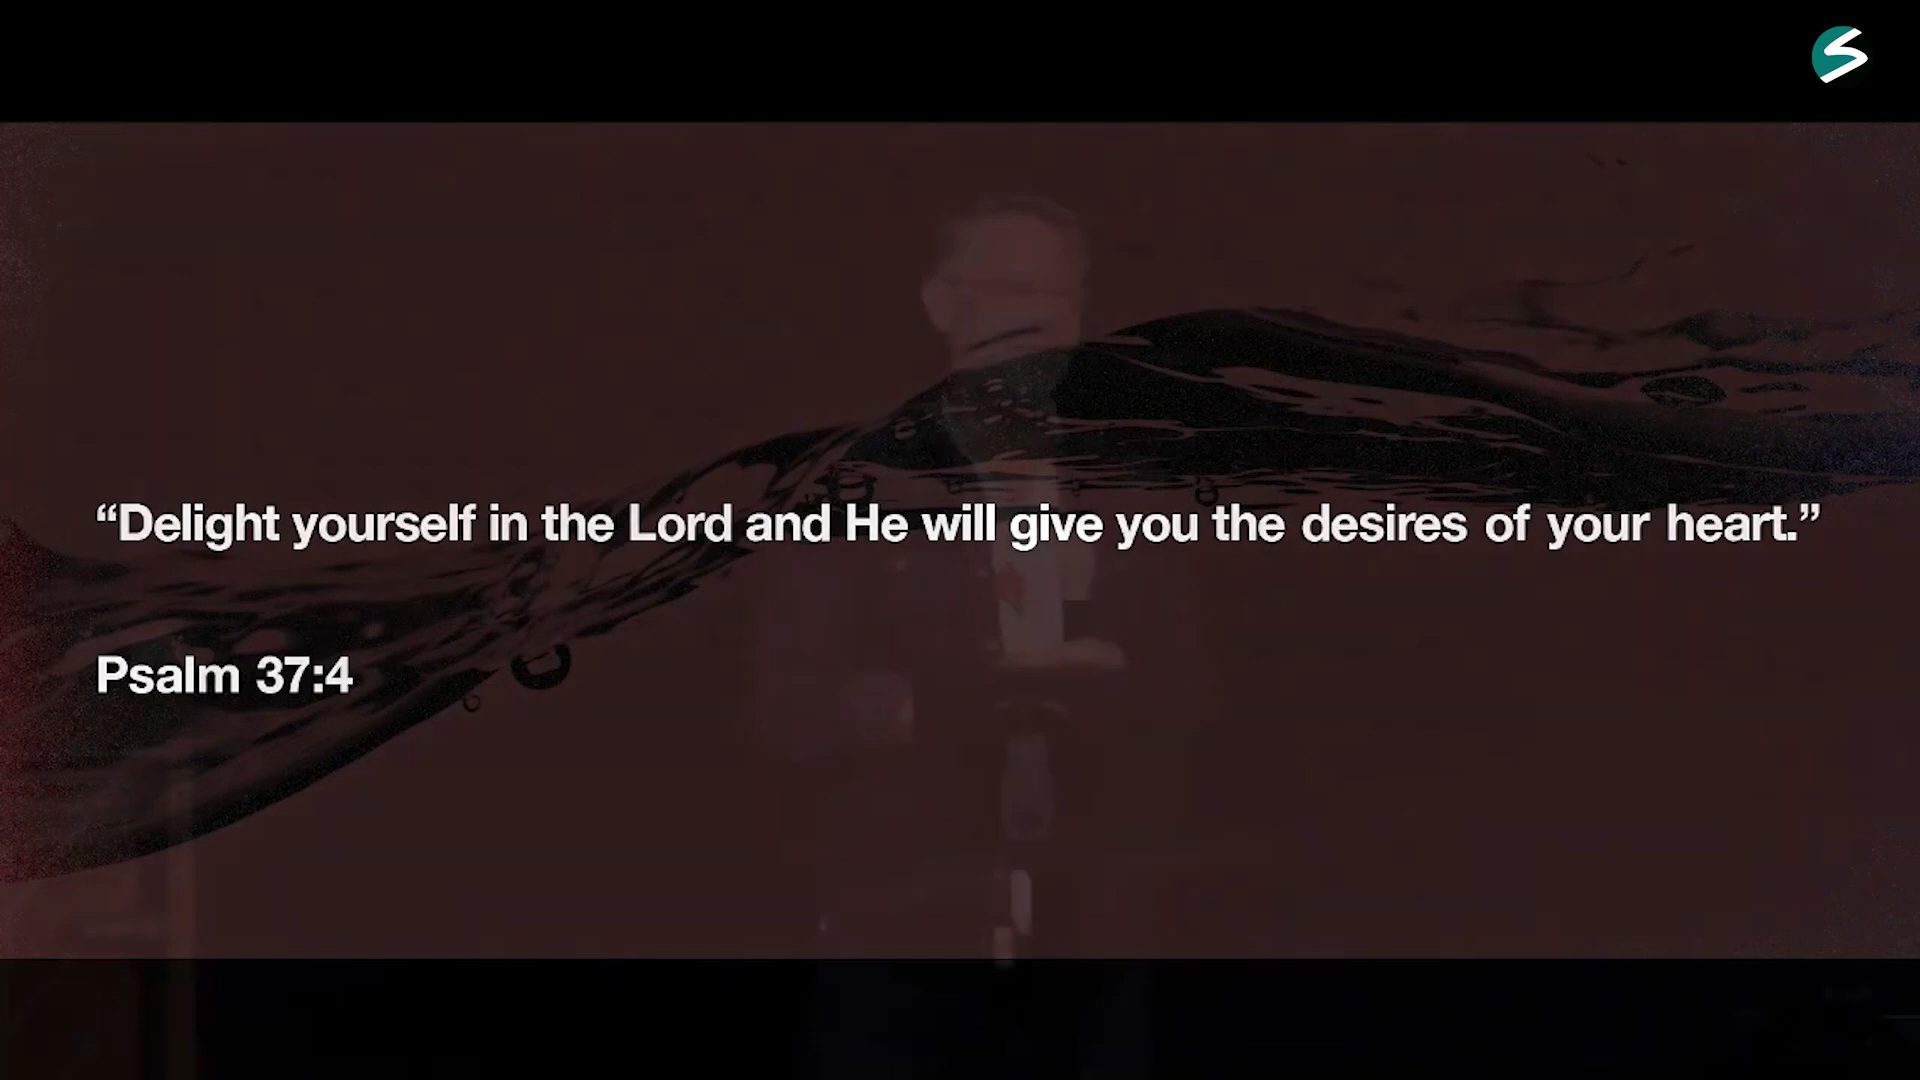 “Delight yourself in the Lord and He will give you the desires of your heart.”
Psalm 37:4